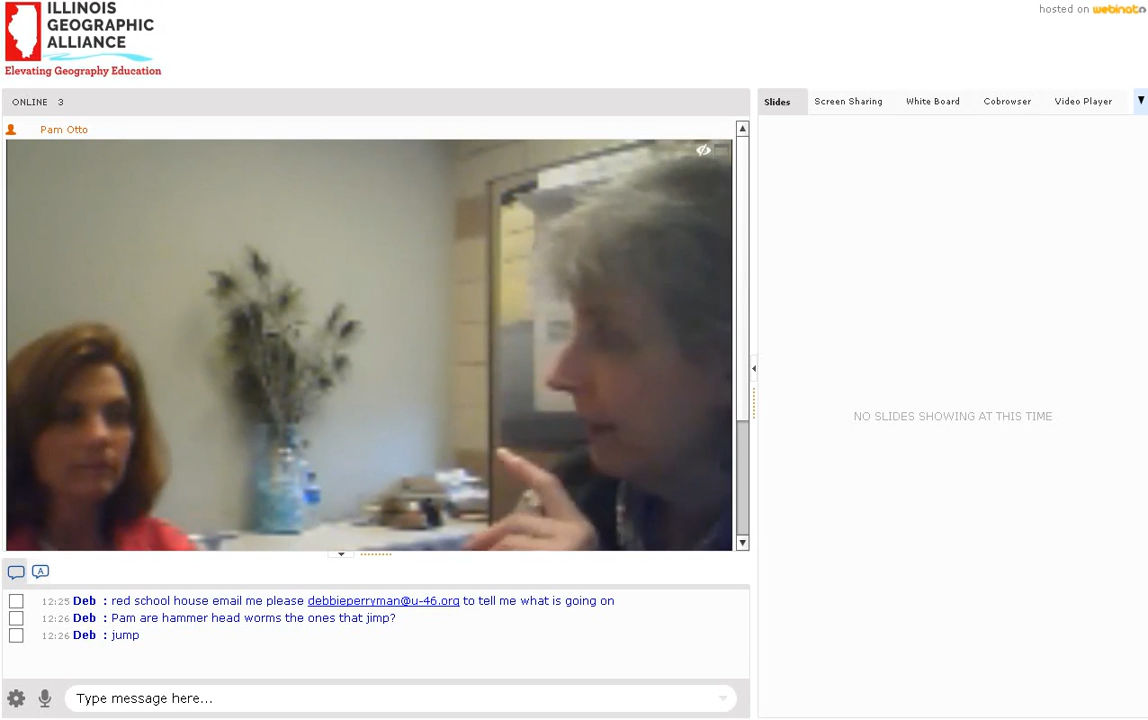 ILLINOIS
GEOGRAPHIC
ALLIANCE
Elevating Geography Education
hosted on webinato
ONLINE 3
Slides Screen Sharing White Board Cobrowser Video Player
Pam Otto
NO SLIDES SHOWING AT THIS TIME
A
12:25 Deb : red school house email me please debbieperryman@u-46.org to tell me what is going on
12:26 Deb : Pam are hammer head worms the ones that jimp?
12:26 Deb : jump
Type message here...